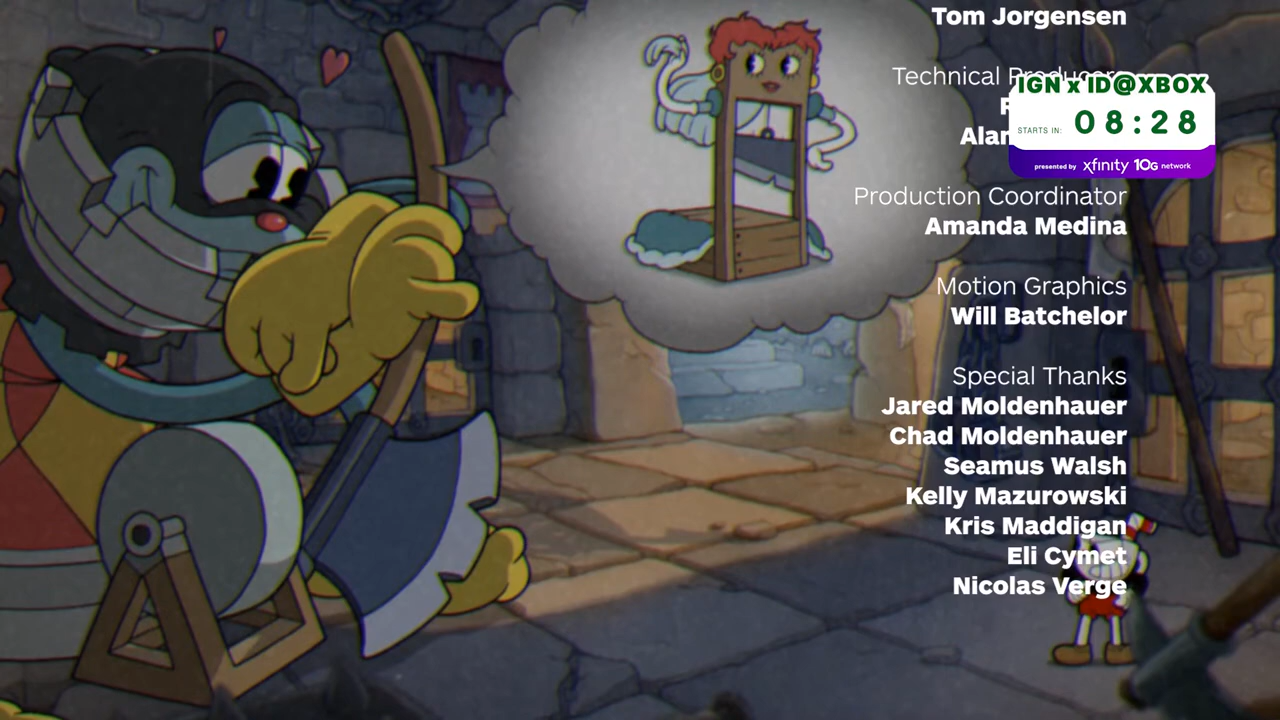 Tom Jorgensen
Technical Producers
IGN x ID@XBOX
STARTS IN: 08:28
Alan
presented by xfinity 10G network
Production Coordinator
Amanda Medina
Motion Graphics
Will Batchelor
Special Thanks
Jared Moldenhauer
Chad Moldenhauer
Seamus Walsh
Kelly Mazurowski
Kris Maddigan
Eli Cymet
Nicolas Verge